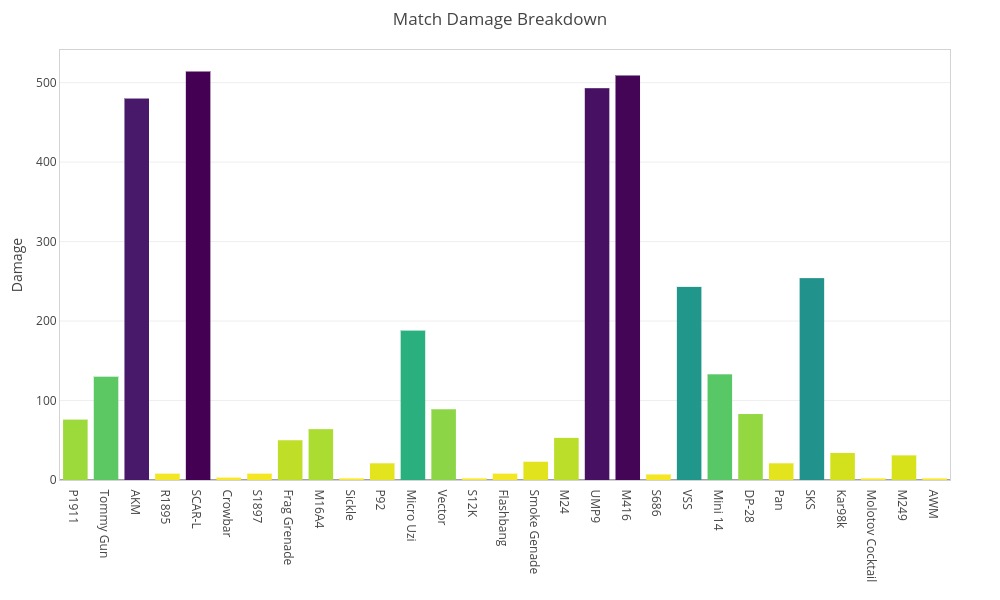 Match Damage Breakdown
Damage
500
400
300
200
100
0
P1911
Tommy Gun
AKM
R1895
SCAR-L
Crowbar
S1897
Frag Grenade
M16A4
Sickle
P92
Micro Uzi
Vector
S12K
Flashbang
Smoke Genade
M24
UMP9
M416
S686
VSS
Mini 14
DP-28
Pan
SKS
Kar98k
Molotov Cocktail
M249
AWM